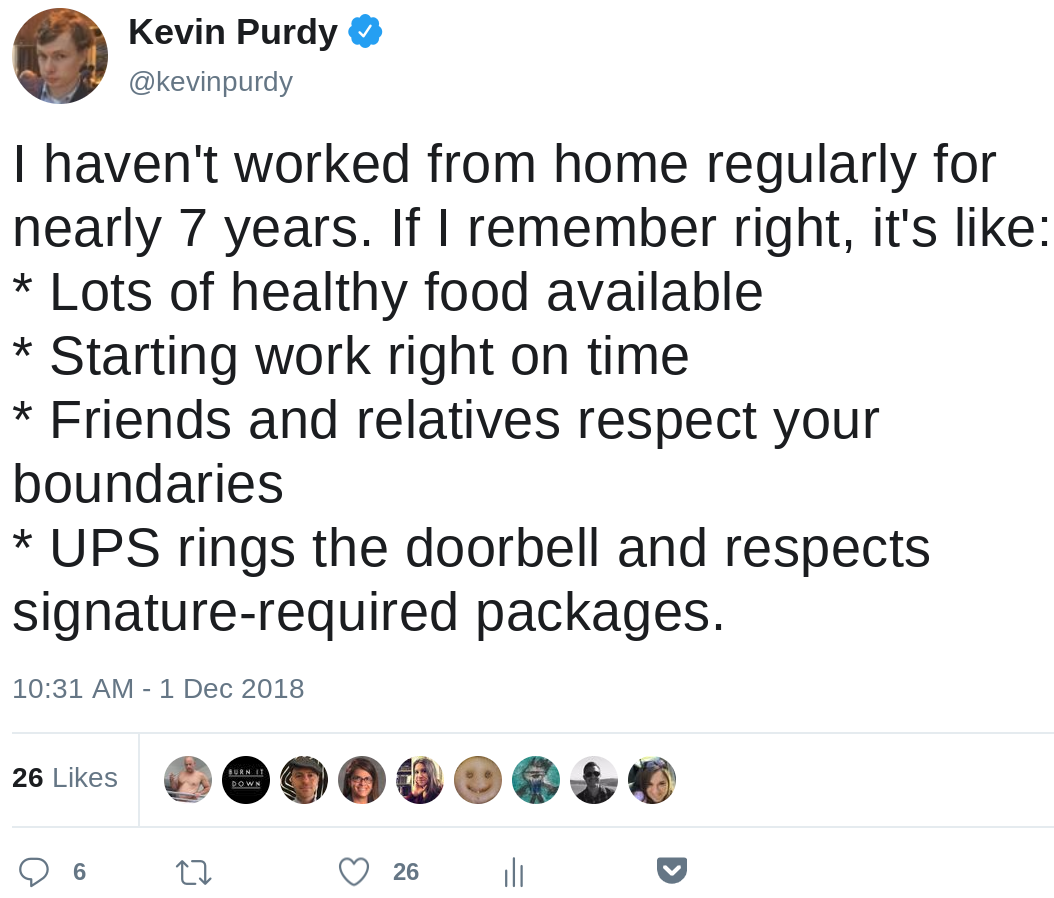 Kevin Purdy
@kevinpurdy
I haven't worked from home regularly for
nearly 7 years. If I remember right, it's like:
* Lots of healthy food available
* Starting work right on time
* Friends and relatives respect your
boundaries
* UPS rings the doorbell and respects
signature-required packages.
10:31 AM - 1 Dec 2018
26 Likes
BURN IT
DOWN
6 26